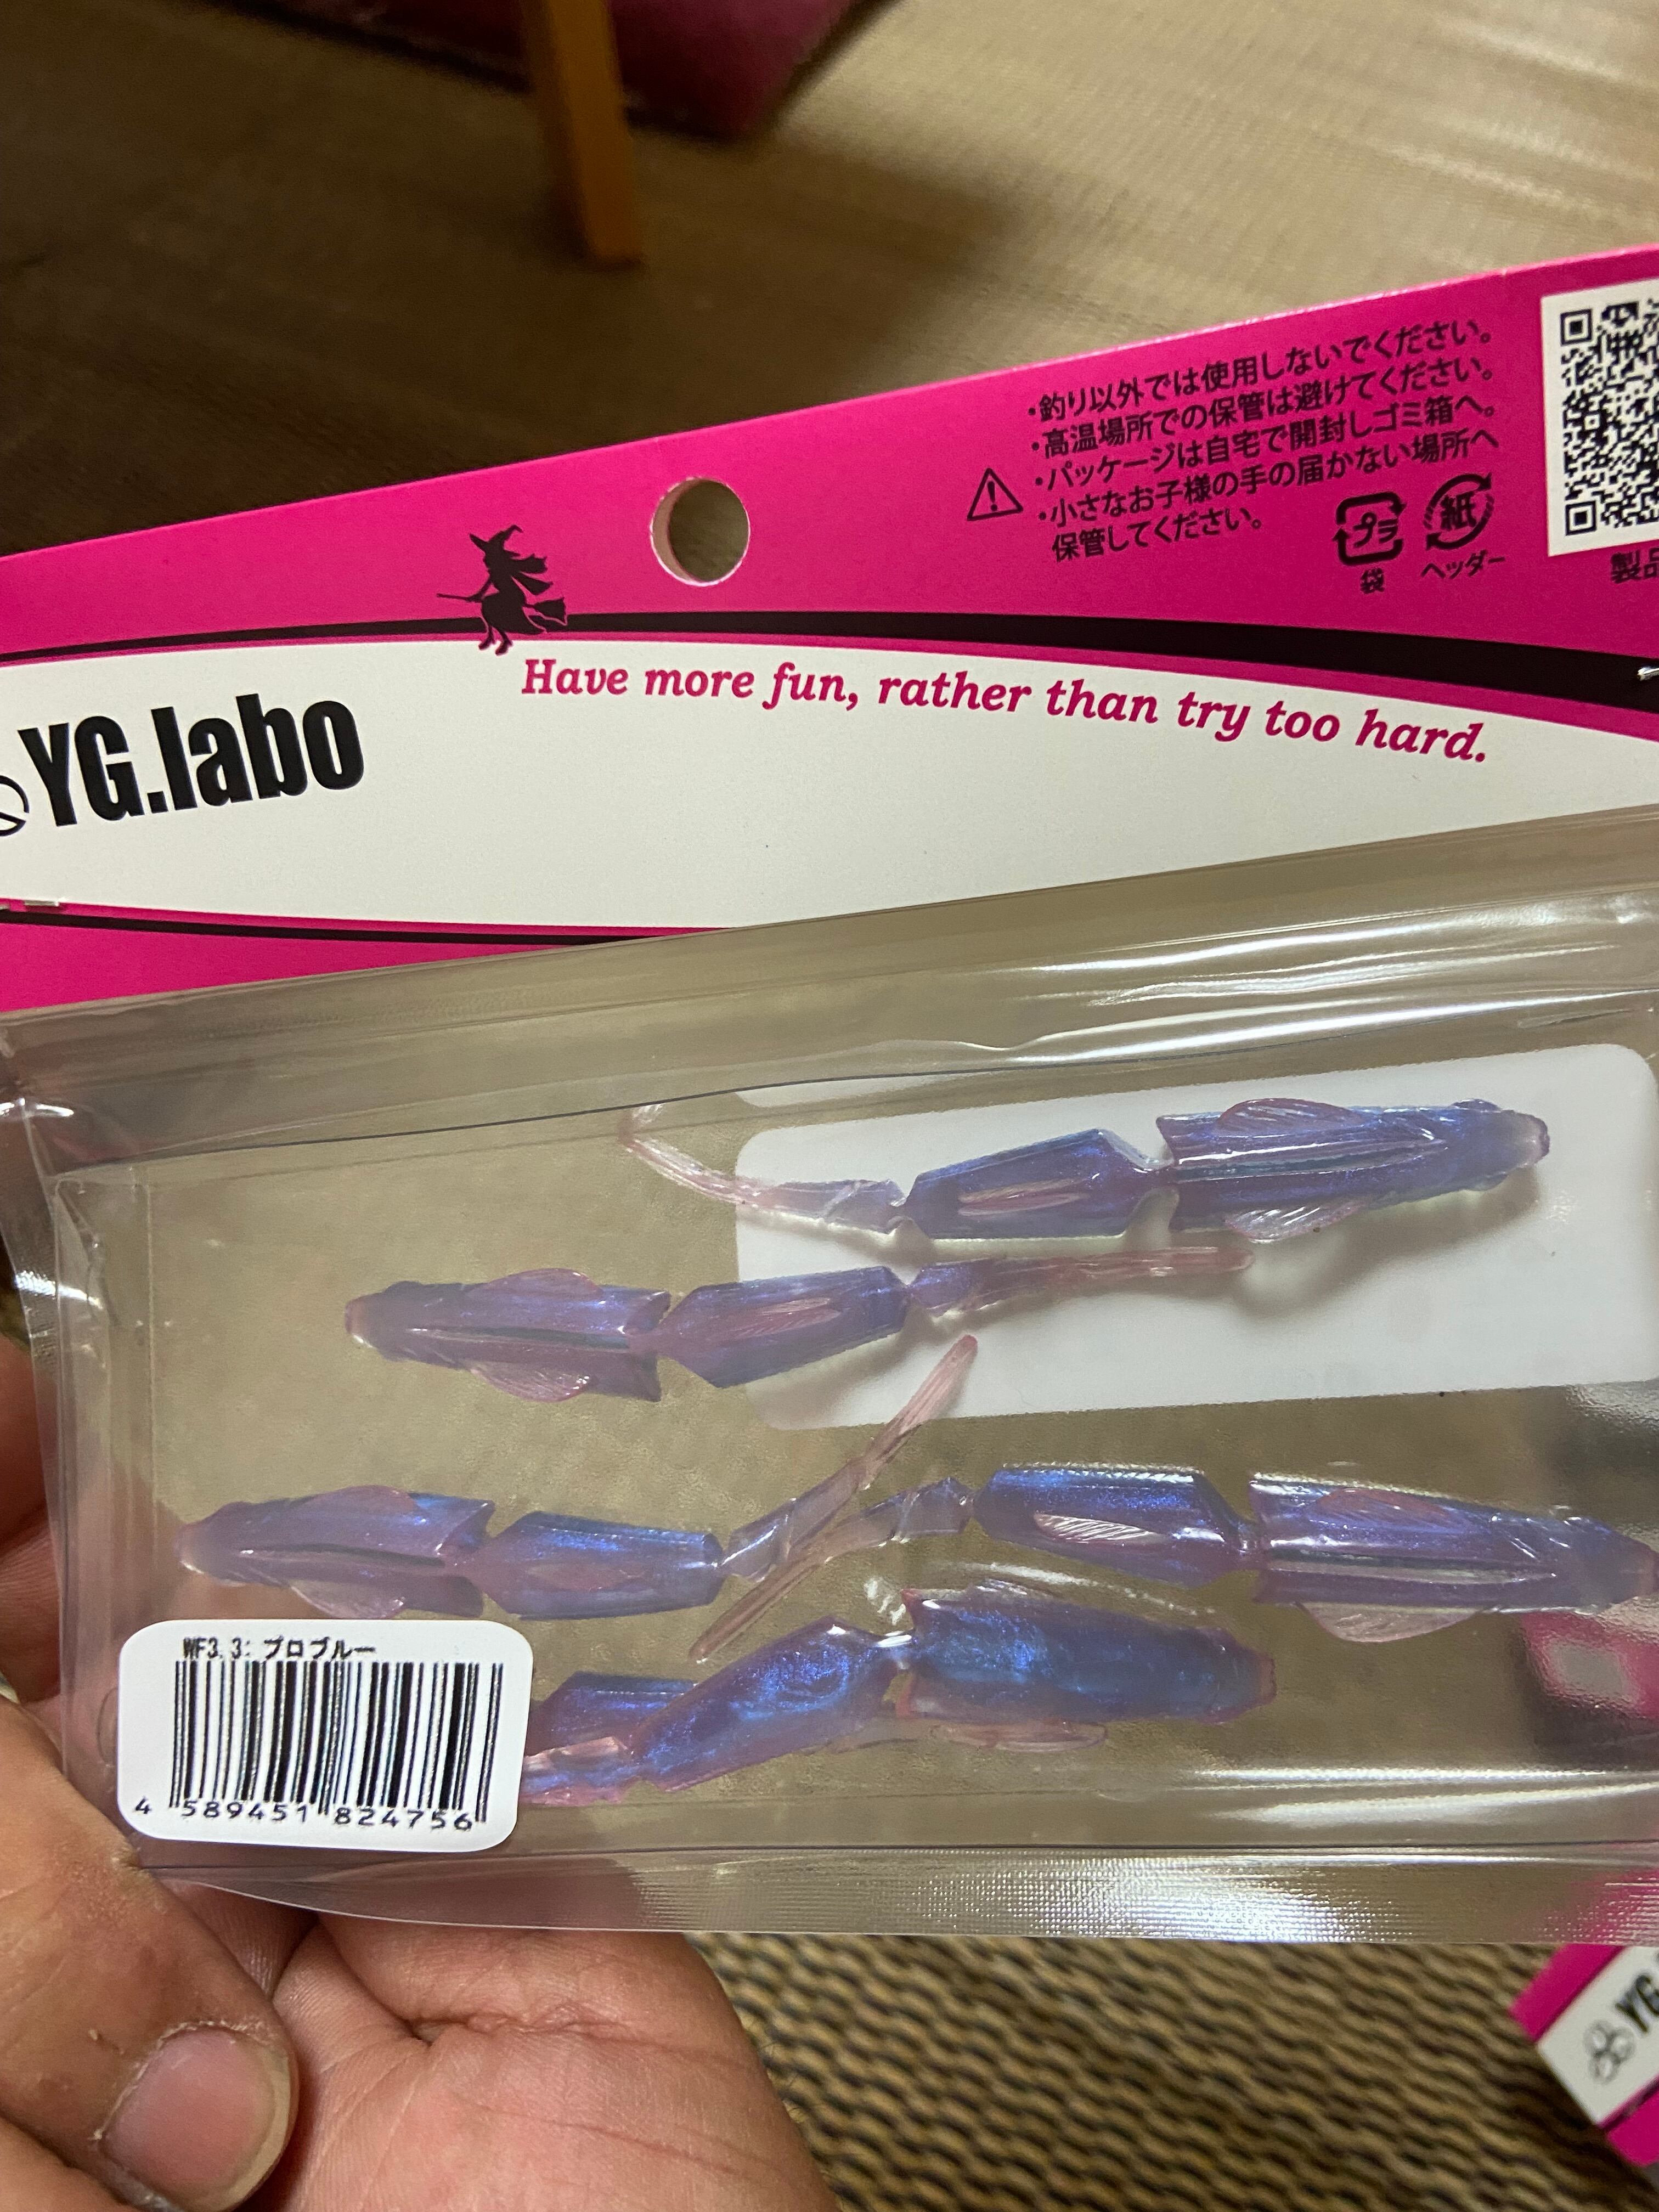 ・釣り以外では使用しないでください。
・高温場所での保管は避けてください。
・パッケージは自宅で開封しゴミ箱へ。
・小さなお子様の手の届かない場所へ
保管してください。
プラ
紙
袋
ヘッダー
製品
Have more fun, rather than try too hard.
YG.labo
WF3.3: プロブルー
4 589451 824756
YG